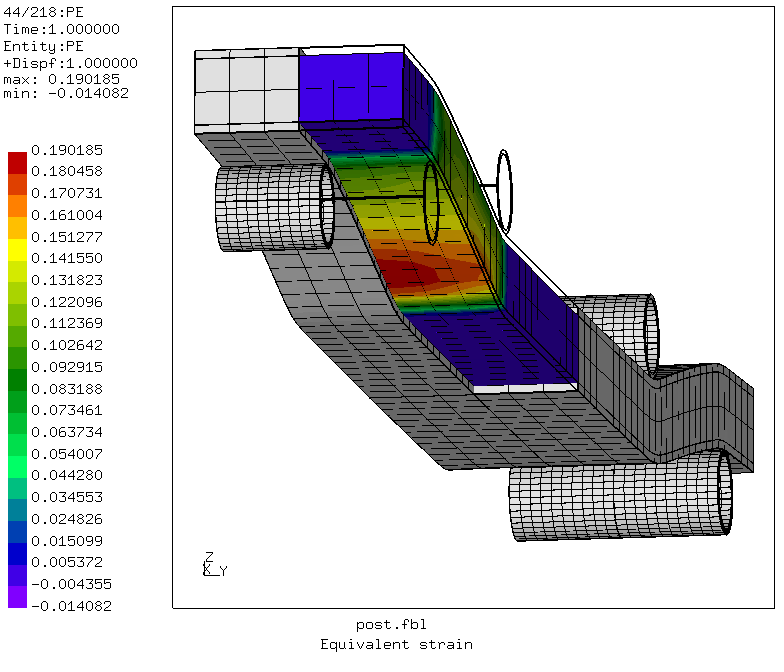 44/218:PE
Time:1.000000
Entity:PE
+Dispf:1.000000
max: 0.190185
min: -0.014082
0.190185
0.180458
0.170731
0.161004
0.151277
0.141550
0.131823
0.122096
0.112369
0.102642
0.092915
0.083188
0.073461
0.063734
0.054007
0.044280
0.034553
0.024826
0.015099
0.005372
-0.004355
-0.014082
Z
X Y
post.fbl
Equivalent strain